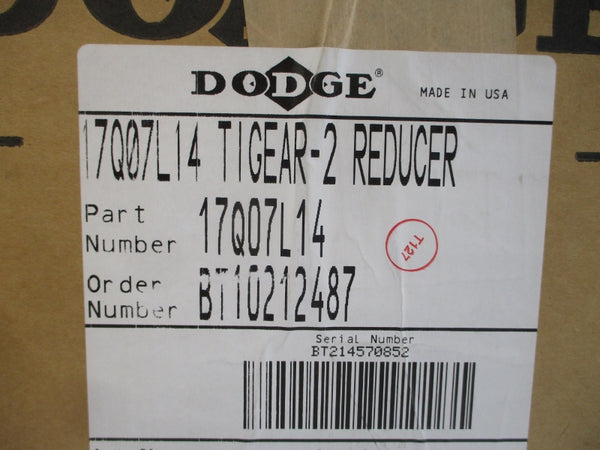 DODGE®
MADE IN USA
17Q07L14 TIGEAR-2 REDUCER
Part
Number 17Q07L14
T127
Order
Number BT10212487
Serial Number
BT214570852